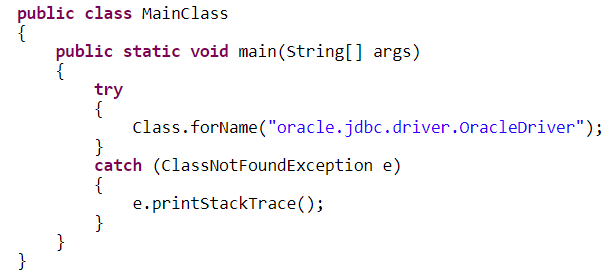 public class MainClass
{
    public static void main(String[] args)
    {
        try
        {
            Class.forName("oracle.jdbc.driver.OracleDriver");
        }
        catch (ClassNotFoundException e)
        {
            e.printStackTrace();
        }
    }
}